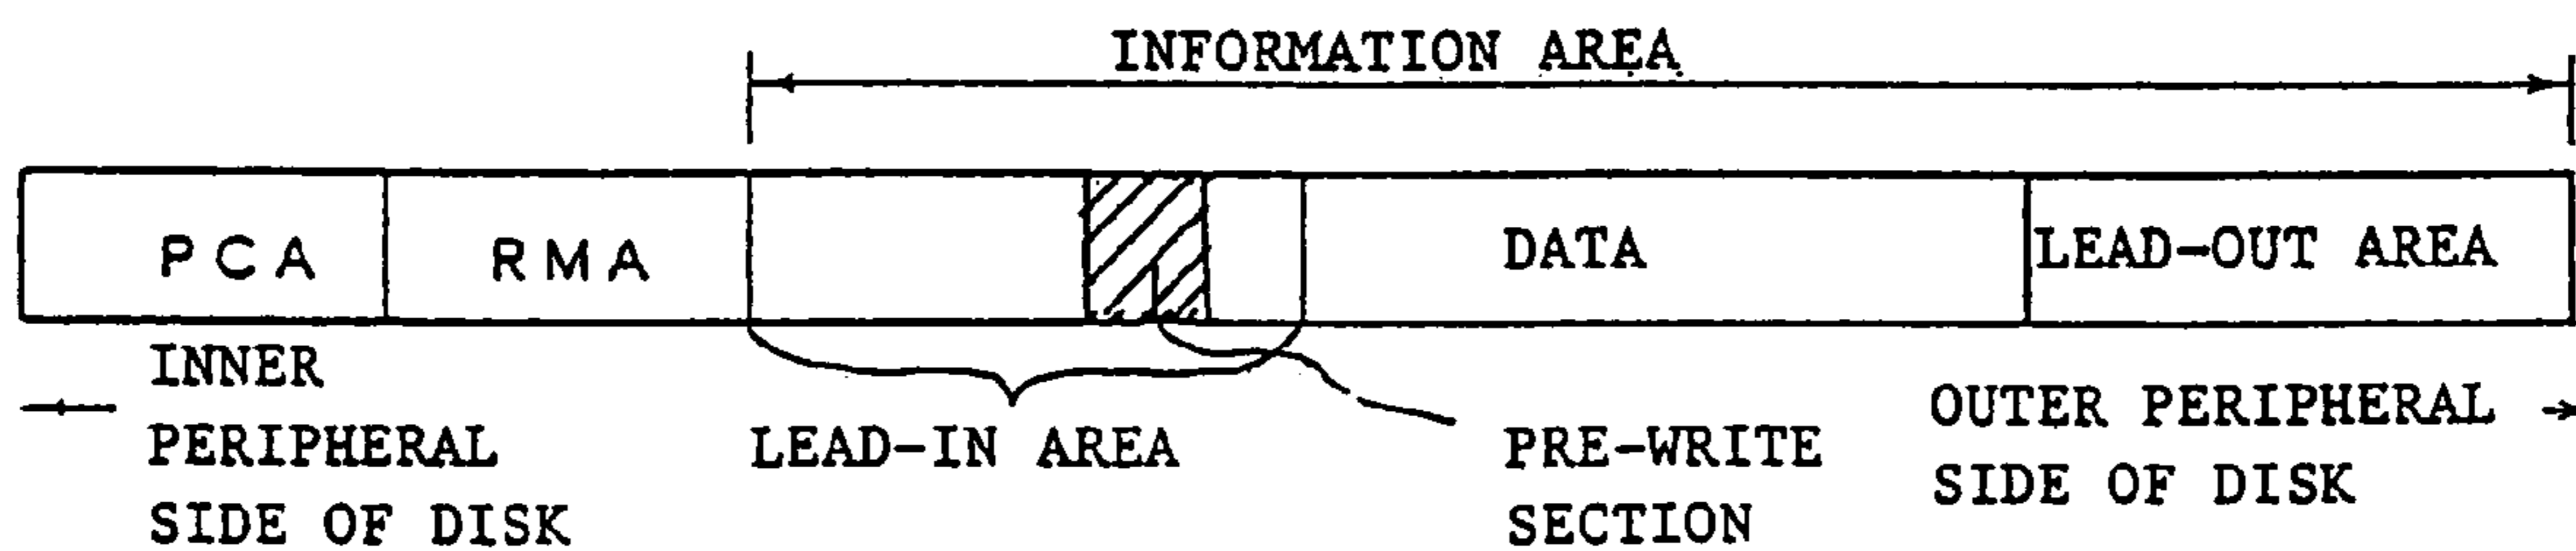 INFORMATION AREA
PCA RMA DATA LEAD-OUT AREA
INNER
PERIPHERAL
SIDE OF DISK
LEAD-IN AREA
PRE-WRITE
SECTION
OUTER PERIPHERAL
SIDE OF DISK